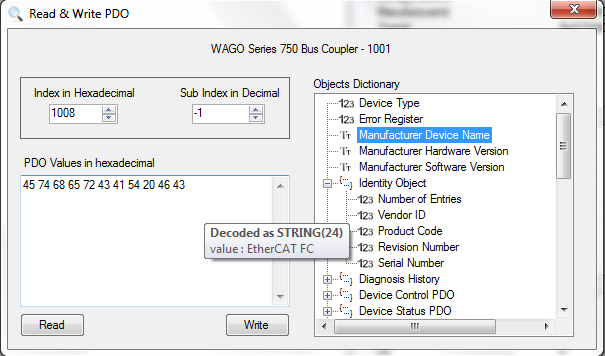 Read & Write PDO
WAGO Series 750 Bus Coupler - 1001
Index in Hexadecimal
Sub Index in Decimal
1008
-1
PDO Values in hexadecimal
45 74 68 65 72 43 41 54 20 46 43
Decoded as STRING(24)
value : EtherCAT FC
Read
Write
Objects Dictionary
123 Device Type
123 Error Register
TT Manufacturer Device Name
TT Manufacturer Hardware Version
TT Manufacturer Software Version
Identity Object
123 Number of Entries
123 Vendor ID
123 Product Code
123 Revision Number
123 Serial Number
Diagnosis History
Device Control PDO
Device Status PDO